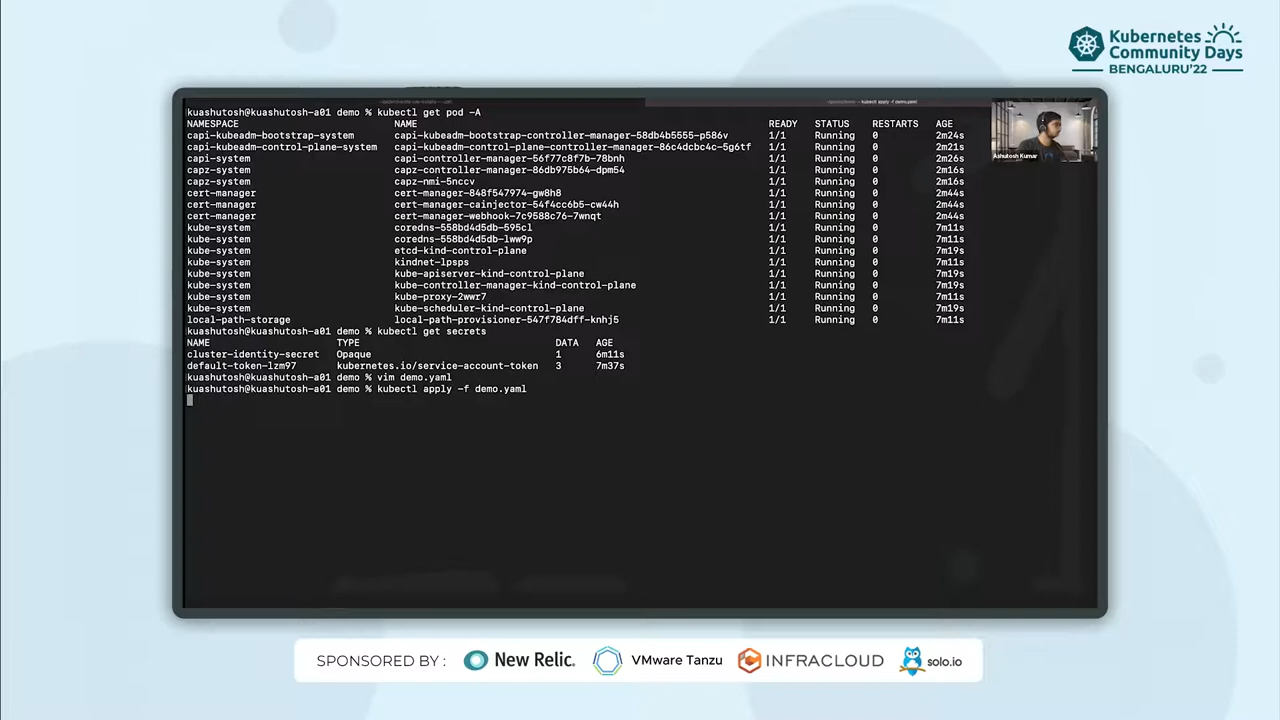 Kubernetes
Community Days
BENGALURU'22
kubectl apply -f demo.yaml
kuashutosh@kuashutosh-a01 demo % kubectl get pod -A
NAMESPACE NAME READY STATUS RESTARTS AGE
capi-kubeadm-bootstrap-system capi-kubeadm-bootstrap-controller-manager-58db4b5555-p586v 1/1 Running 0 2m24s
capi-kubeadm-control-plane-system capi-kubeadm-control-plane-controller-manager-86c4dcbc4c-5g6tf 1/1 Running 0 2m21s
capi-system capi-controller-manager-56f77c8f7b-78bnh 1/1 Running 0 2m26s
capz-system capz-controller-manager-86db975b64-dpm54 1/1 Running 0 2m16s
capz-system capz-nmi-5nccv 1/1 Running 0 2m16s
cert-manager cert-manager-848f547974-gw8h8 1/1 Running 0 2m44s
cert-manager cert-manager-cainjector-54f4cc6b5-cw44h 1/1 Running 0 2m44s
cert-manager cert-manager-webhook-7c9588c76-7wnqt 1/1 Running 0 2m44s
kube-system coredns-558bd4d5db-595cl 1/1 Running 0 7m11s
kube-system coredns-558bd4d5db-lww9p 1/1 Running 0 7m11s
kube-system etcd-kind-control-plane 1/1 Running 0 7m19s
kube-system kindnet-lpsps 1/1 Running 0 7m11s
kube-system kube-apiserver-kind-control-plane 1/1 Running 0 7m19s
kube-system kube-controller-manager-kind-control-plane 1/1 Running 0 7m19s
kube-system kube-proxy-2wwr7 1/1 Running 0 7m11s
kube-system kube-scheduler-kind-control-plane 1/1 Running 0 7m19s
local-path-storage local-path-provisioner-547f784dff-knhj5 1/1 Running 0 7m11s
Ashutosh Kumar
kuashutosh@kuashutosh-a01 demo % kubectl get secrets
NAME TYPE DATA AGE
cluster-identity-secret Opaque 1 6m11s
default-token-lzm97 kubernetes.io/service-account-token 3 7m37s
kuashutosh@kuashutosh-a01 demo % vim demo.yaml
kuashutosh@kuashutosh-a01 demo % kubectl apply -f demo.yaml
SPONSORED BY : New Relic. VMware Tanzu INFRACLOUD solo.io